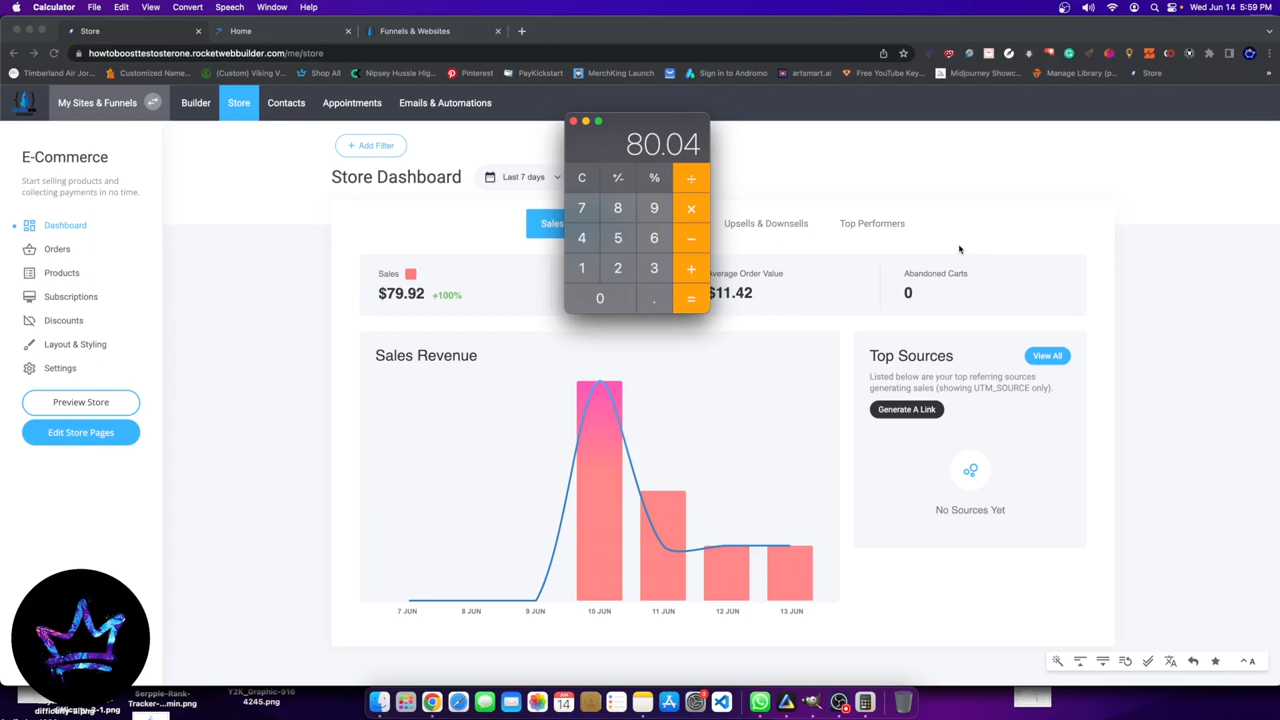 Calculator File Edit View Convert Speech Window Help
Wed Jun 14 5:59 PM
Store
Home
Funnels & Websites
howtoboosttestosterone.rocketwebbuilder.com/me/store
Timberland Air Jor...
Customized Name...
(Custom) Viking V...
Shop All
Nipsey Hussle Hig...
Pinterest
PayKickstart
MerchKing Launch
Sign in to Andromo
artsmart.ai
Free YouTube Key...
Midjourney Showc...
Manage Library (p...
Store
My Sites & Funnels
Builder
Store
Contacts
Appointments
Emails & Automations
E-Commerce
Start selling products and
collecting payments in no time.
Dashboard
Orders
Products
Subscriptions
Discounts
Layout & Styling
Settings
Preview Store
Edit Store Pages
+ Add Filter
Store Dashboard
Last 7 days
80.04
C +⁄- % ÷
7 8 9 ×
4 5 6 −
1 2 3 +
0 . =
Sales
Upsells & Downsells
Top Performers
Sales
$79.92 +100%
Average Order Value
$11.42
Abandoned Carts
0
Sales Revenue
7 JUN
8 JUN
9 JUN
10 JUN
11 JUN
12 JUN
13 JUN
Top Sources
View All
Listed below are your top referring sources
generating sales (showing UTM_SOURCE only).
Generate A Link
No Sources Yet
A
Serpple-Rank-
Tracker-...min.png
Y2K_Graphic-916
4245.png
JUN
14